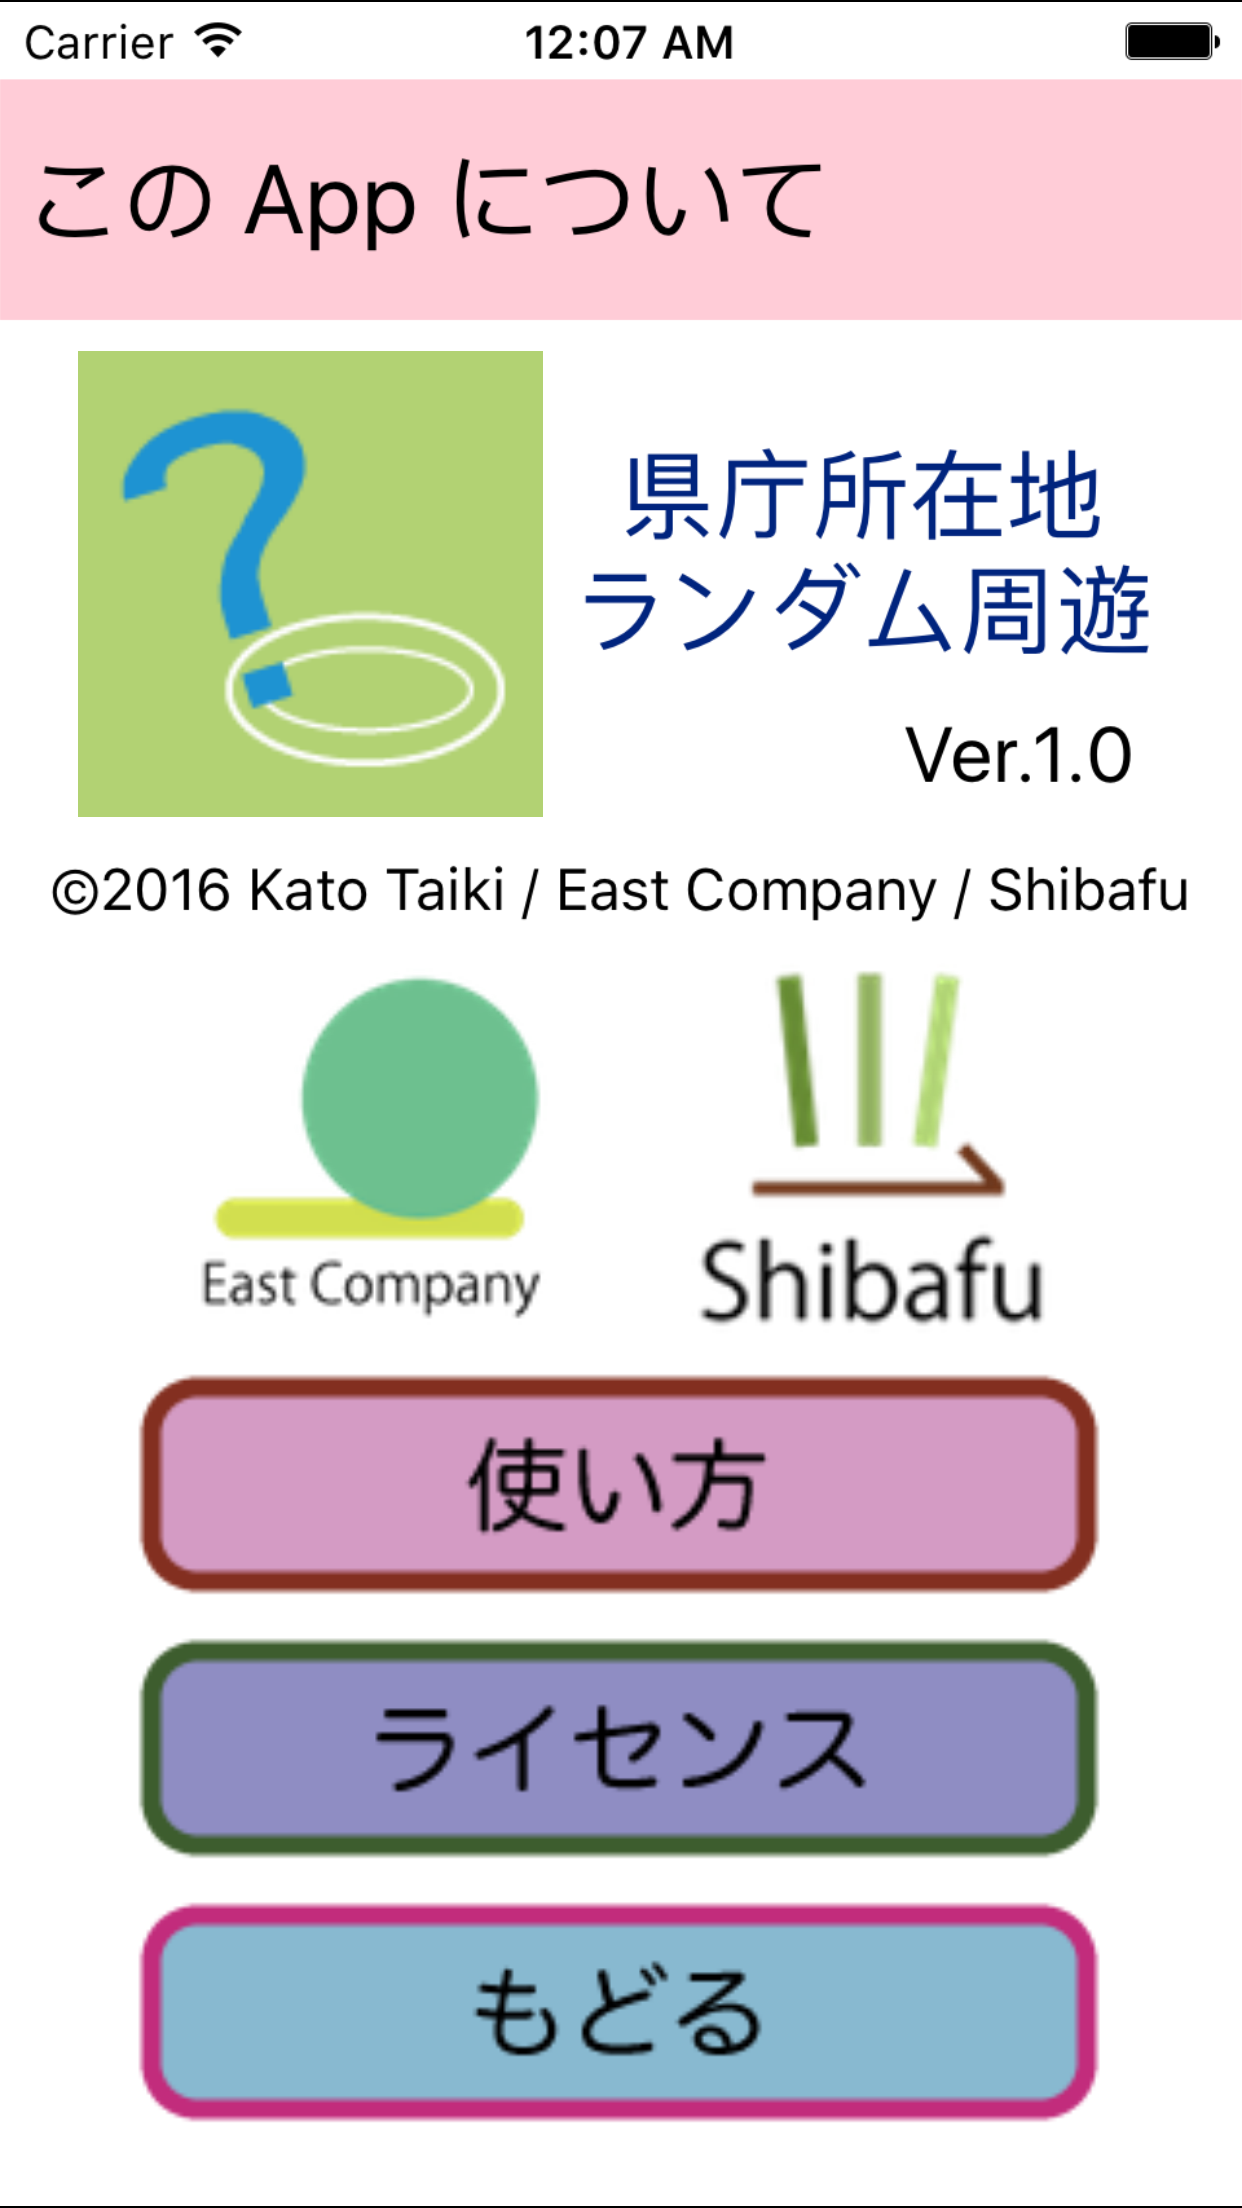 Carrier 12:07 AM
この App について
県庁所在地
ランダム周遊
Ver.1.0
©2016 Kato Taiki / East Company / Shibafu
East Company
Shibafu
使い方
ライセンス
もどる